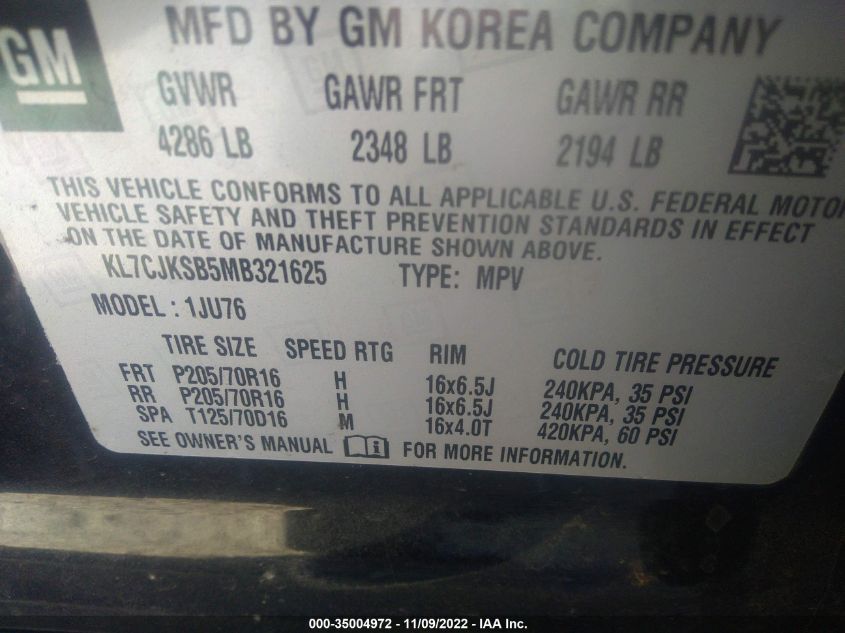 GM
MFD BY GM KOREA COMPANY
GVWR GAWR FRT GAWR RR
4286 LB 2348 LB 2194 LB
THIS VEHICLE CONFORMS TO ALL APPLICABLE U.S. FEDERAL MOTOR
VEHICLE SAFETY AND THEFT PREVENTION STANDARDS IN EFFECT
ON THE DATE OF MANUFACTURE SHOWN ABOVE.
KL7CJKSB5MB321625 TYPE: MPV
MODEL: 1JU76
TIRE SIZE SPEED RTG RIM COLD TIRE PRESSURE
FRT P205/70R16 H 16x6.5J 240KPA, 35 PSI
RR P205/70R16 H 16x6.5J 240KPA, 35 PSI
SPA T125/70D16 M 16x4.0T 420KPA, 60 PSI
SEE OWNER'S MANUAL FOR MORE INFORMATION.
000-35004972 - 11/09/2022 - IAA Inc.